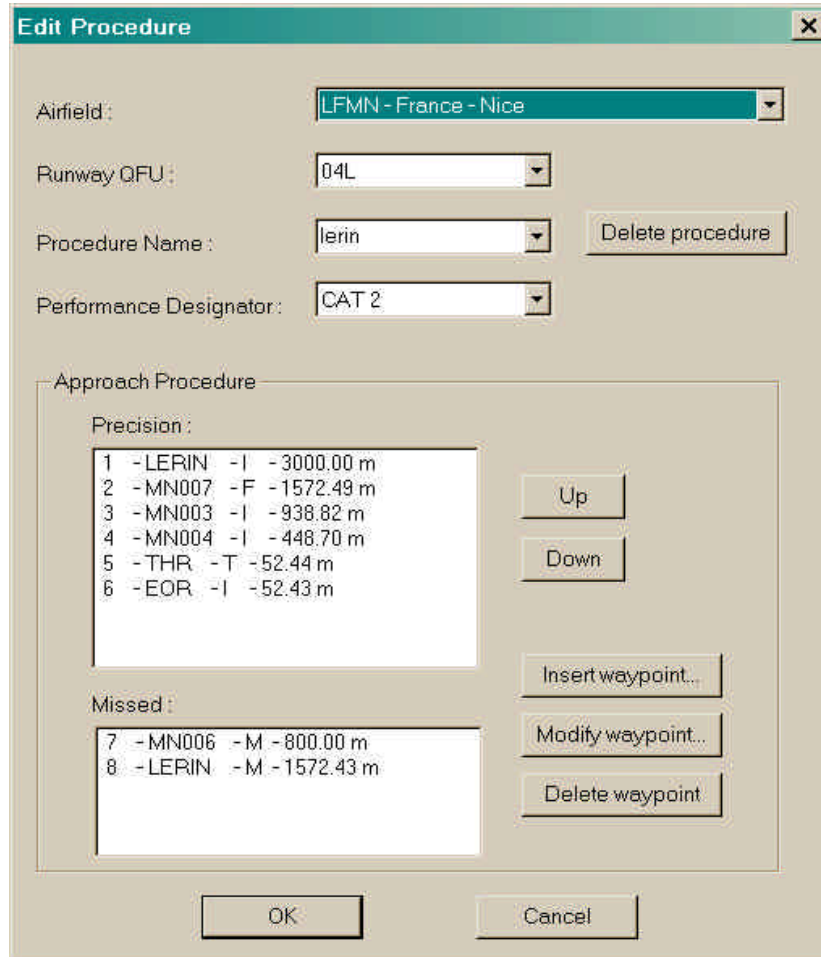 Edit Procedure
Airfield : LFMN - France - Nice
Runway QFU : 04L
Procedure Name : lerin Delete procedure
Performance Designator : CAT 2
Approach Procedure
Precision :
1 -LERIN -I -3000.00 m
2 -MN007 -F -1572.49 m
3 -MN003 -I -938.82 m
4 -MN004 -I -448.70 m
5 -THR -T -52.44 m
6 -EOR -I -52.43 m
Up
Down
Insert waypoint...
Missed :
7 -MN006 -M -800.00 m
8 -LERIN -M -1572.43 m
Modify waypoint...
Delete waypoint
OK Cancel